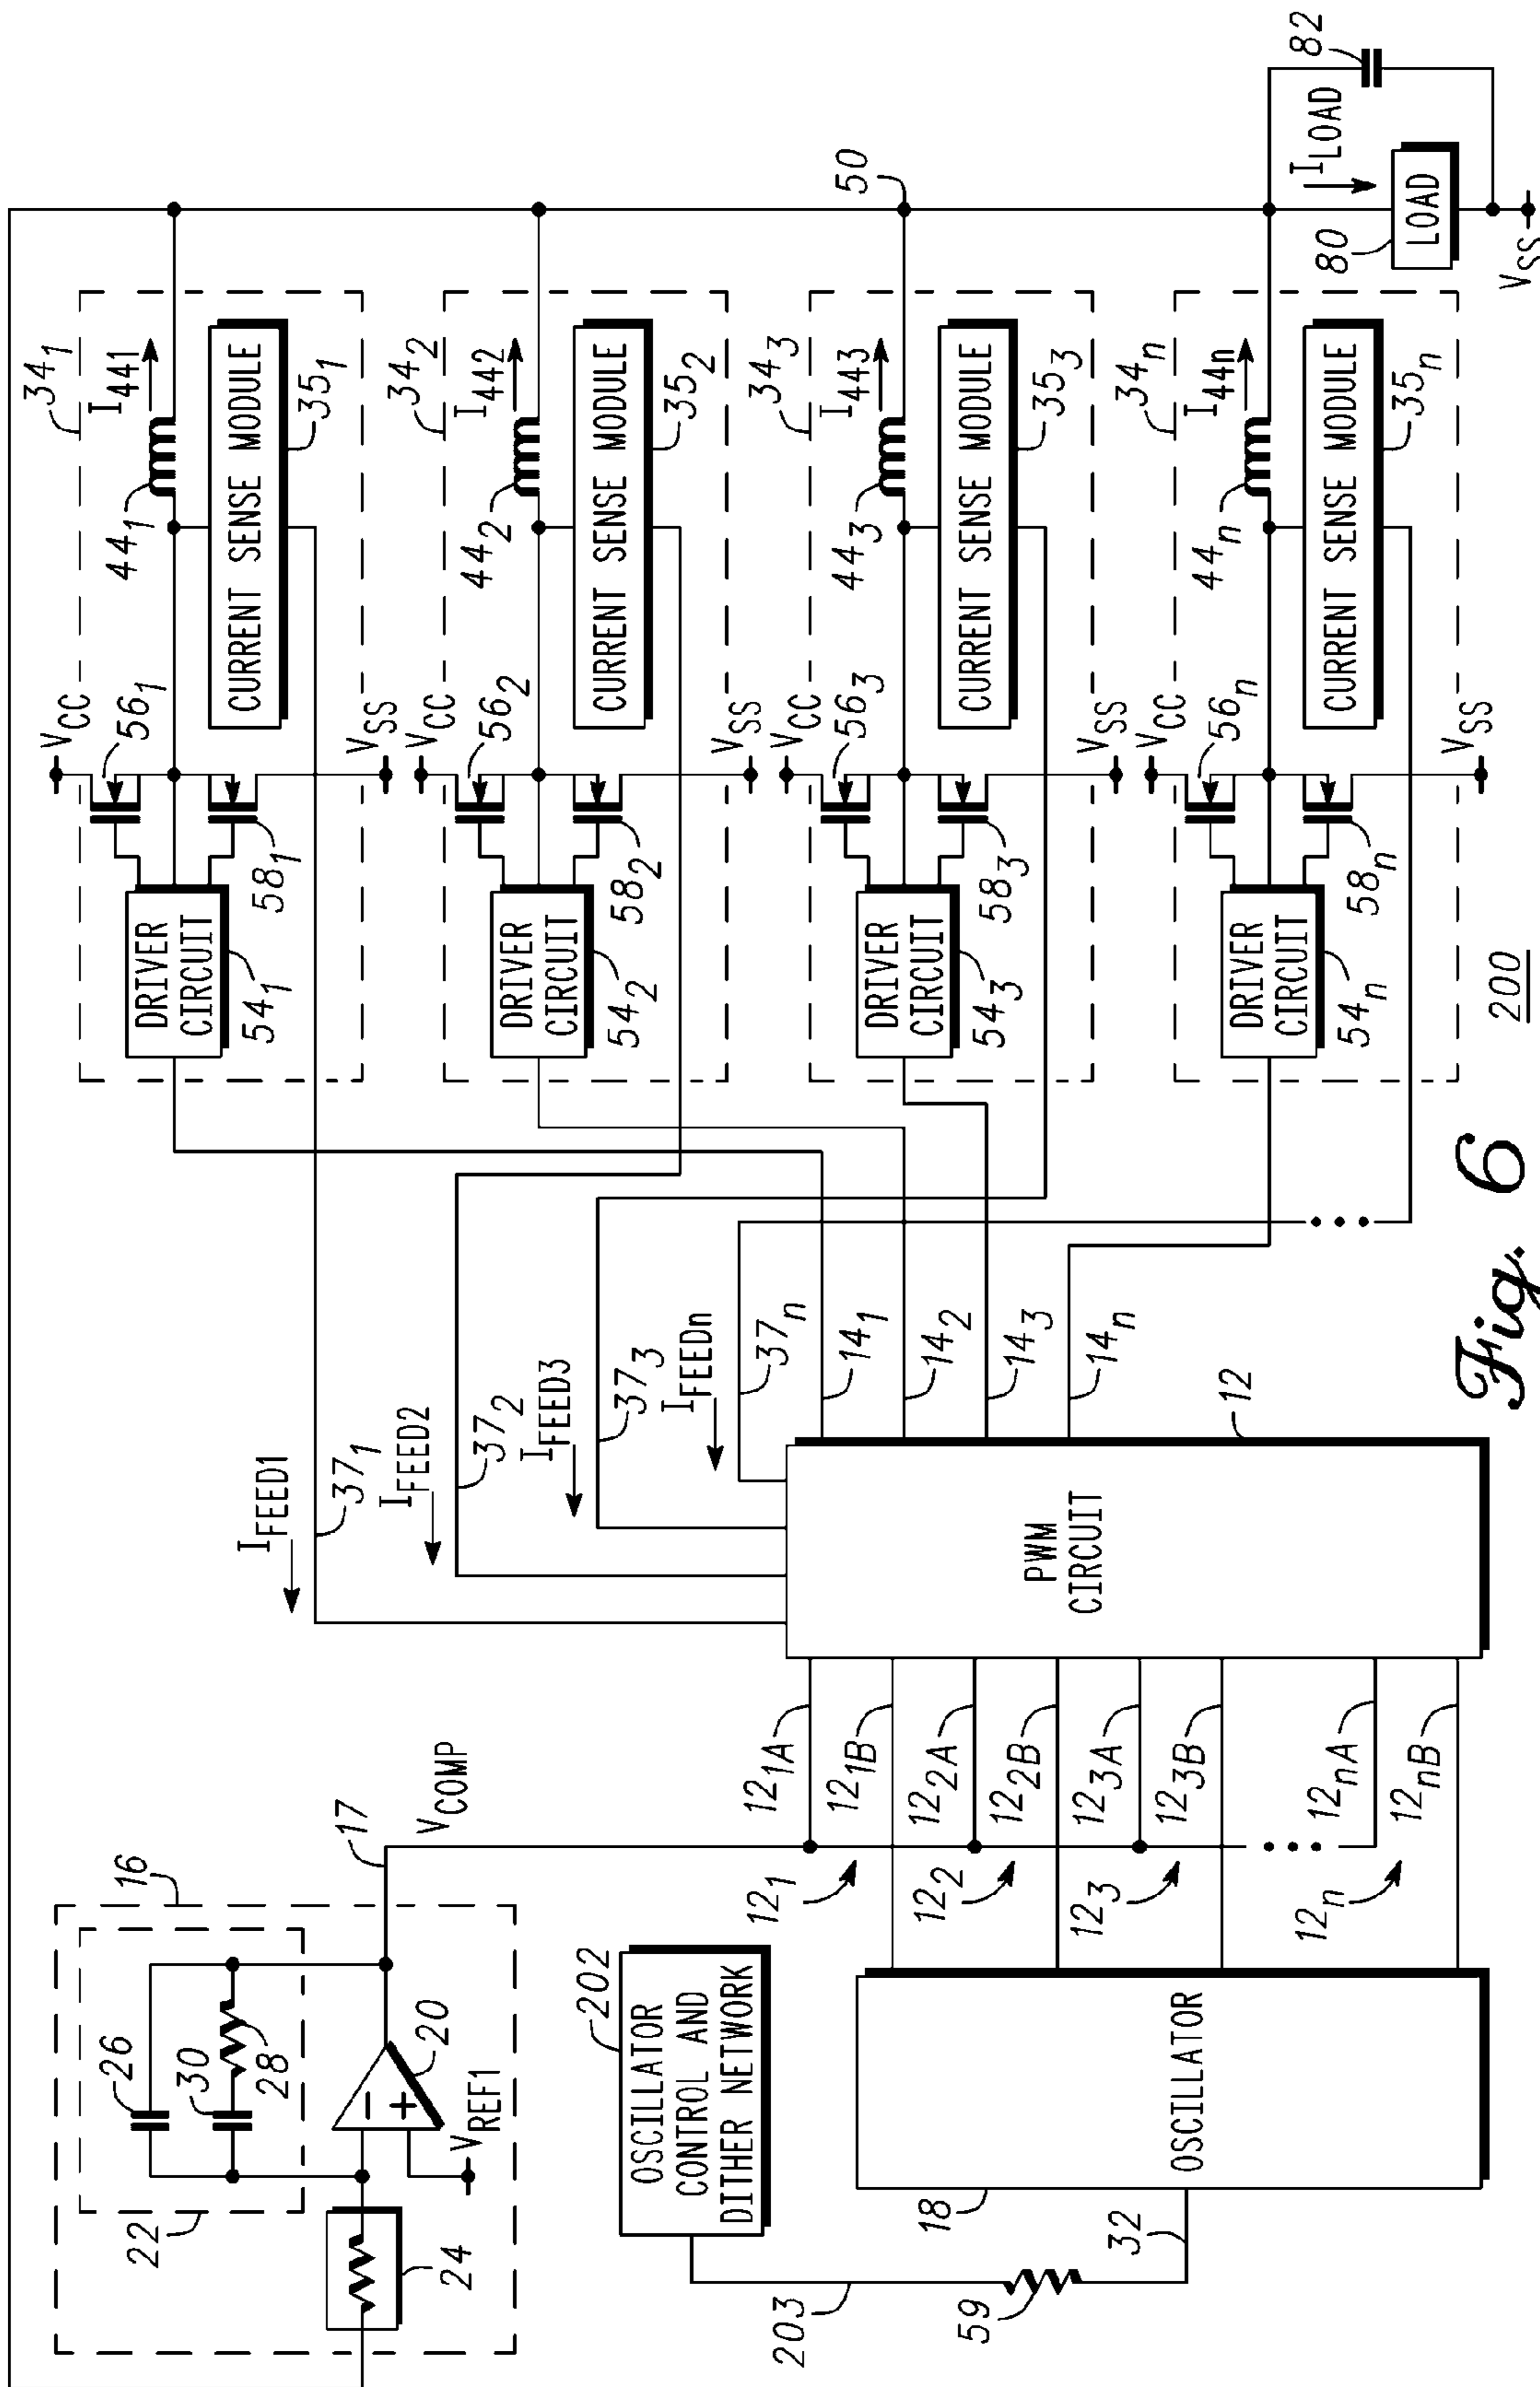 34₁
V_CC
56₁
44₁
I₄₄₁
DRIVER
CIRCUIT
54₁
58₁
V_SS
CURRENT SENSE MODULE
35₁
34₂
V_CC
56₂
44₂
I₄₄₂
DRIVER
CIRCUIT
54₂
58₂
V_SS
CURRENT SENSE MODULE
35₂
34₃
V_CC
56₃
44₃
I₄₄₃
50
DRIVER
CIRCUIT
54₃
58₃
V_SS
CURRENT SENSE MODULE
35₃
34ₙ
V_CC
56ₙ
44ₙ
I₄₄ₙ
DRIVER
CIRCUIT
54ₙ
58ₙ
V_SS
CURRENT SENSE MODULE
35ₙ
I_LOAD
82
80
LOAD
V_SS
16
22
26
30
28
20
−
+
24
V_REF1
17
V_COMP
I_FEED1
37₁
I_FEED2
37₂
I_FEED3
37₃
I_FEEDn
37ₙ
14₁
14₂
14₃
14ₙ
12
PWM
CIRCUIT
12₁A
12₁B
12₂A
12₂B
12₃A
12₃B
12ₙA
12ₙB
12₁
12₂
12₃
12ₙ
202
OSCILLATOR
CONTROL AND
DITHER NETWORK
203
59
32
18
OSCILLATOR
200
Fig. 6